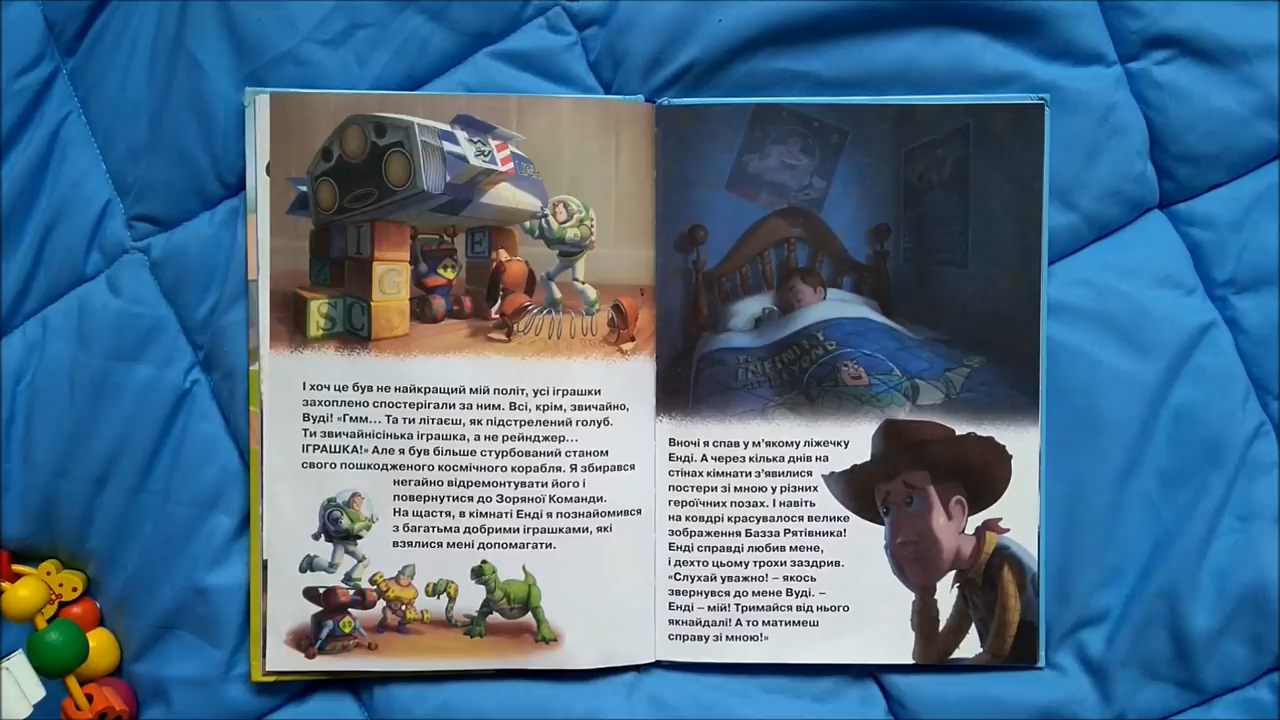 I
E
G
SC
І хоч це був не найкращий мій політ, усі іграшки
захоплено спостерігали за ним. Всі, крім, звичайно,
Вуді! «Гмм... Та ти літаєш, як підстрелений голуб.
Ти звичайнісінька іграшка, а не рейнджер...
ІГРАШКА!» Але я був більше стурбований станом
свого пошкодженого космічного корабля. Я збирався
негайно відремонтувати його і
повернутися до Зоряної Команди.
На щастя, в кімнаті Енді я познайомився
з багатьма добрими іграшками, які
взялися мені допомагати.
TO
INFINITY
BEYOND
Вночі я спав у м'якому ліжечку
Енді. А через кілька днів на
стінах кімнати з'явилися
постери зі мною у різних
героїчних позах. І навіть
на ковдрі красувалося велике
зображення Базза Рятівника!
Енді справді любив мене,
і дехто цьому трохи заздрив.
«Слухай уважно! – якось
звернувся до мене Вуді. –
Енді – мій! Тримайся від нього
якнайдалі! А то матимеш
справу зі мною!»